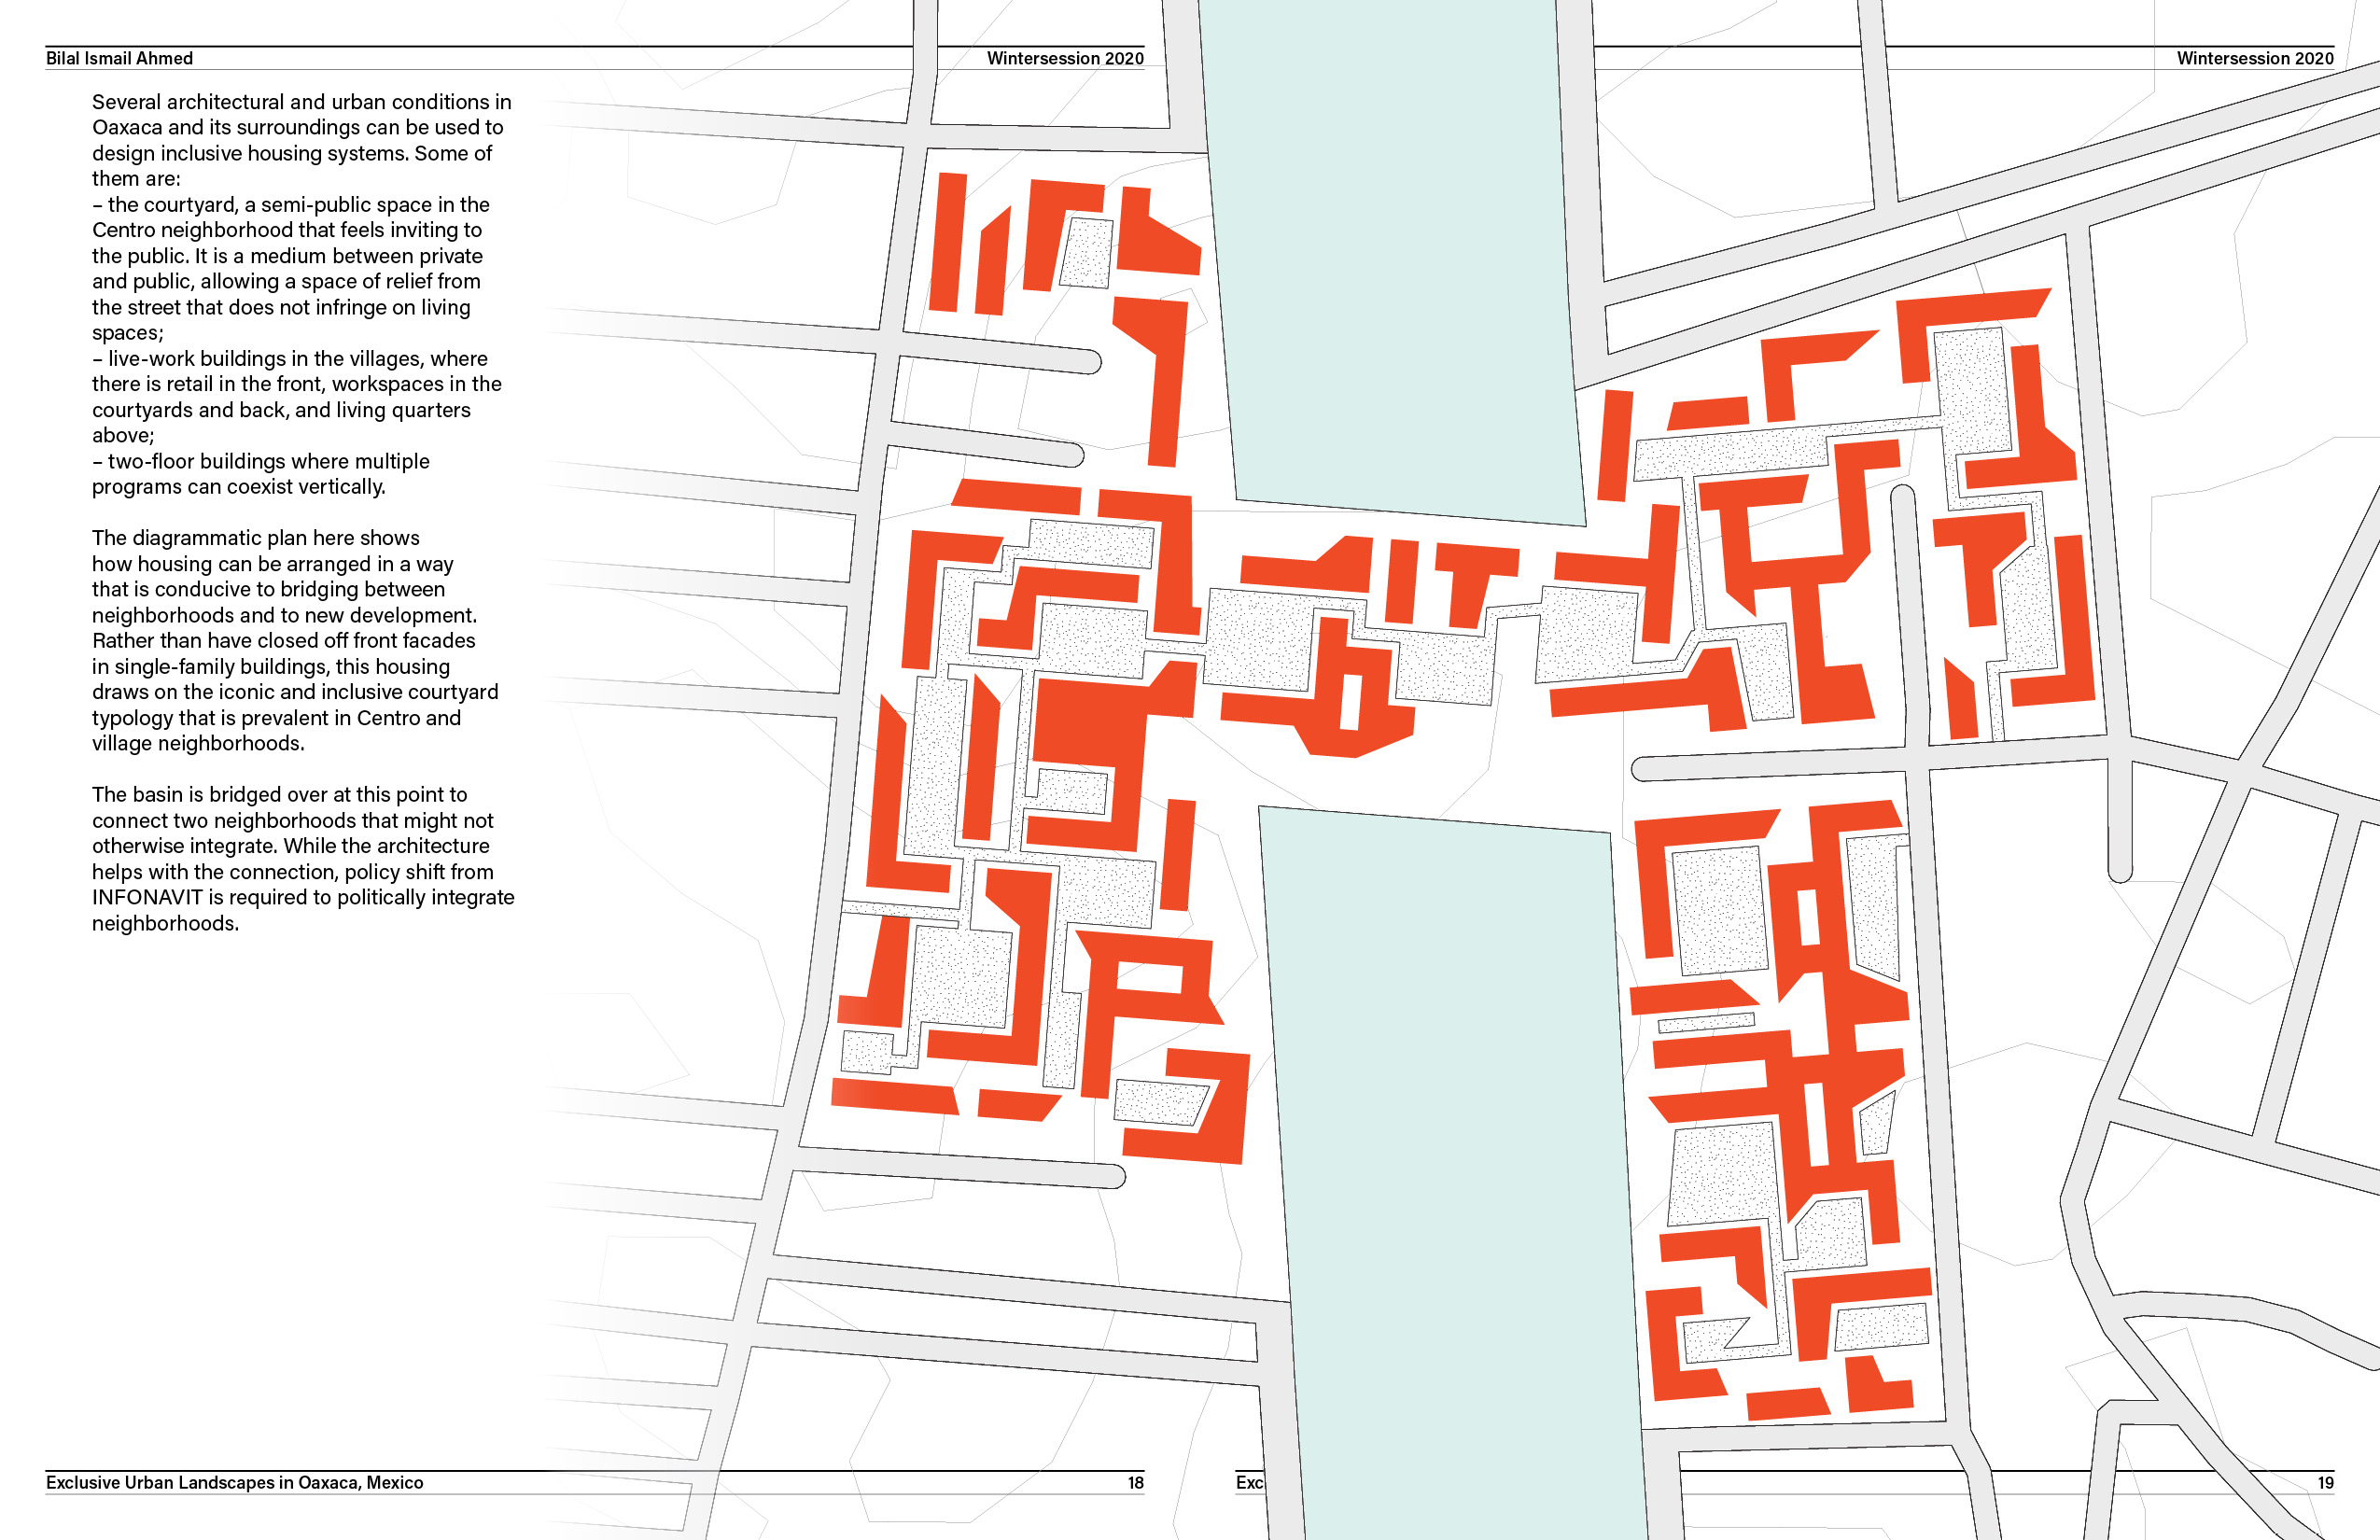 Bilal Ismail Ahmed
Wintersession 2020
Wintersession 2020
Several architectural and urban conditions in
Oaxaca and its surroundings can be used to
design inclusive housing systems. Some of
them are:
– the courtyard, a semi-public space in the
Centro neighborhood that feels inviting to
the public. It is a medium between private
and public, allowing a space of relief from
the street that does not infringe on living
spaces;
– live-work buildings in the villages, where
there is retail in the front, workspaces in the
courtyards and back, and living quarters
above;
– two-floor buildings where multiple
programs can coexist vertically.
The diagrammatic plan here shows
how housing can be arranged in a way
that is conducive to bridging between
neighborhoods and to new development.
Rather than have closed off front facades
in single-family buildings, this housing
draws on the iconic and inclusive courtyard
typology that is prevalent in Centro and
village neighborhoods.
The basin is bridged over at this point to
connect two neighborhoods that might not
otherwise integrate. While the architecture
helps with the connection, policy shift from
INFONAVIT is required to politically integrate
neighborhoods.
Exclusive Urban Landscapes in Oaxaca, Mexico
18
Exc
19